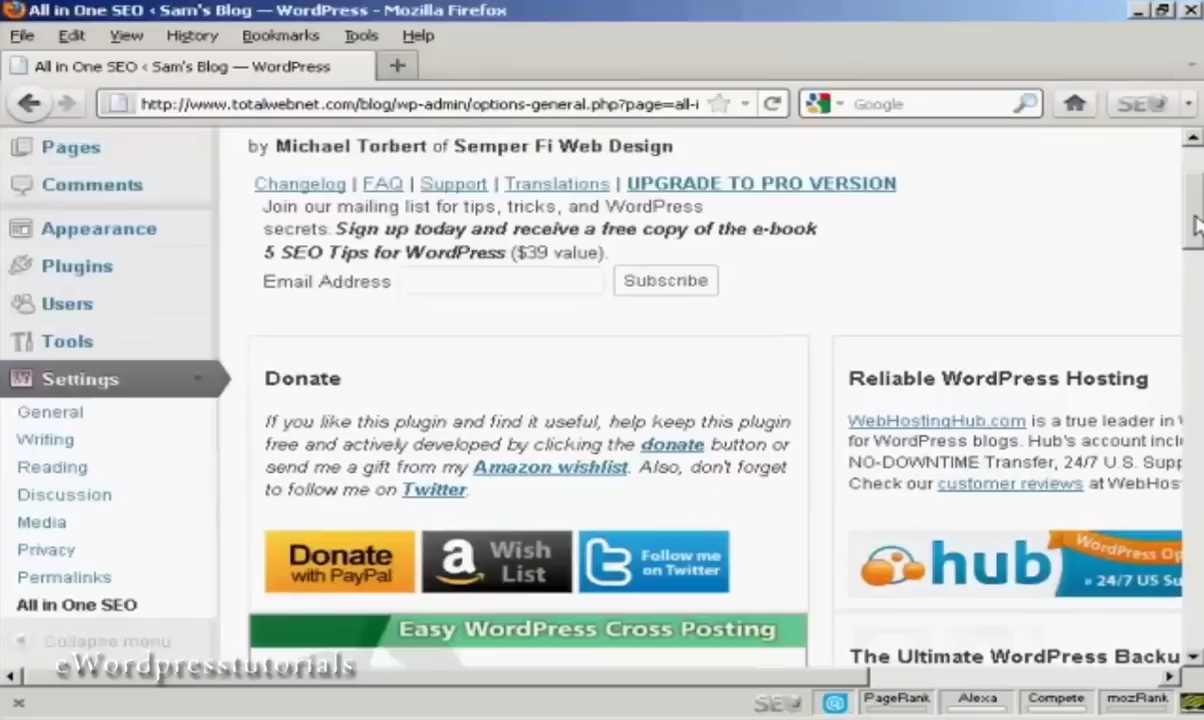 All in One SEO ‹ Sam's Blog — WordPress - Mozilla Firefox
File Edit View History Bookmarks Tools Help
All in One SEO ‹ Sam's Blog — WordPress
http://www.totalwebnet.com/blog/wp-admin/options-general.php?page=all-i
Google
SEO
Pages
Comments
Appearance
Plugins
Users
Tools
Settings
General
Writing
Reading
Discussion
Media
Privacy
Permalinks
All in One SEO
Collapse menu
by Michael Torbert of Semper Fi Web Design
Changelog | FAQ | Support | Translations | UPGRADE TO PRO VERSION
Join our mailing list for tips, tricks, and WordPress
secrets. Sign up today and receive a free copy of the e-book
5 SEO Tips for WordPress ($39 value).
Email Address Subscribe
Donate
If you like this plugin and find it useful, help keep this plugin
free and actively developed by clicking the donate button or
send me a gift from my Amazon wishlist. Also, don't forget
to follow me on Twitter.
Donate
with PayPal
Wish
List
Follow me
on Twitter
Easy WordPress Cross Posting
Reliable WordPress Hosting
WebHostingHub.com is a true leader in
for WordPress blogs. Hub's account
NO-DOWNTIME Transfer, 24/7 U.S.
Check our customer reviews at
hub
WordPress Op
» 24/7 US Su
The Ultimate WordPress Backu
eWordpresstutorials
SEO PageRank Alexa Compete mozRank